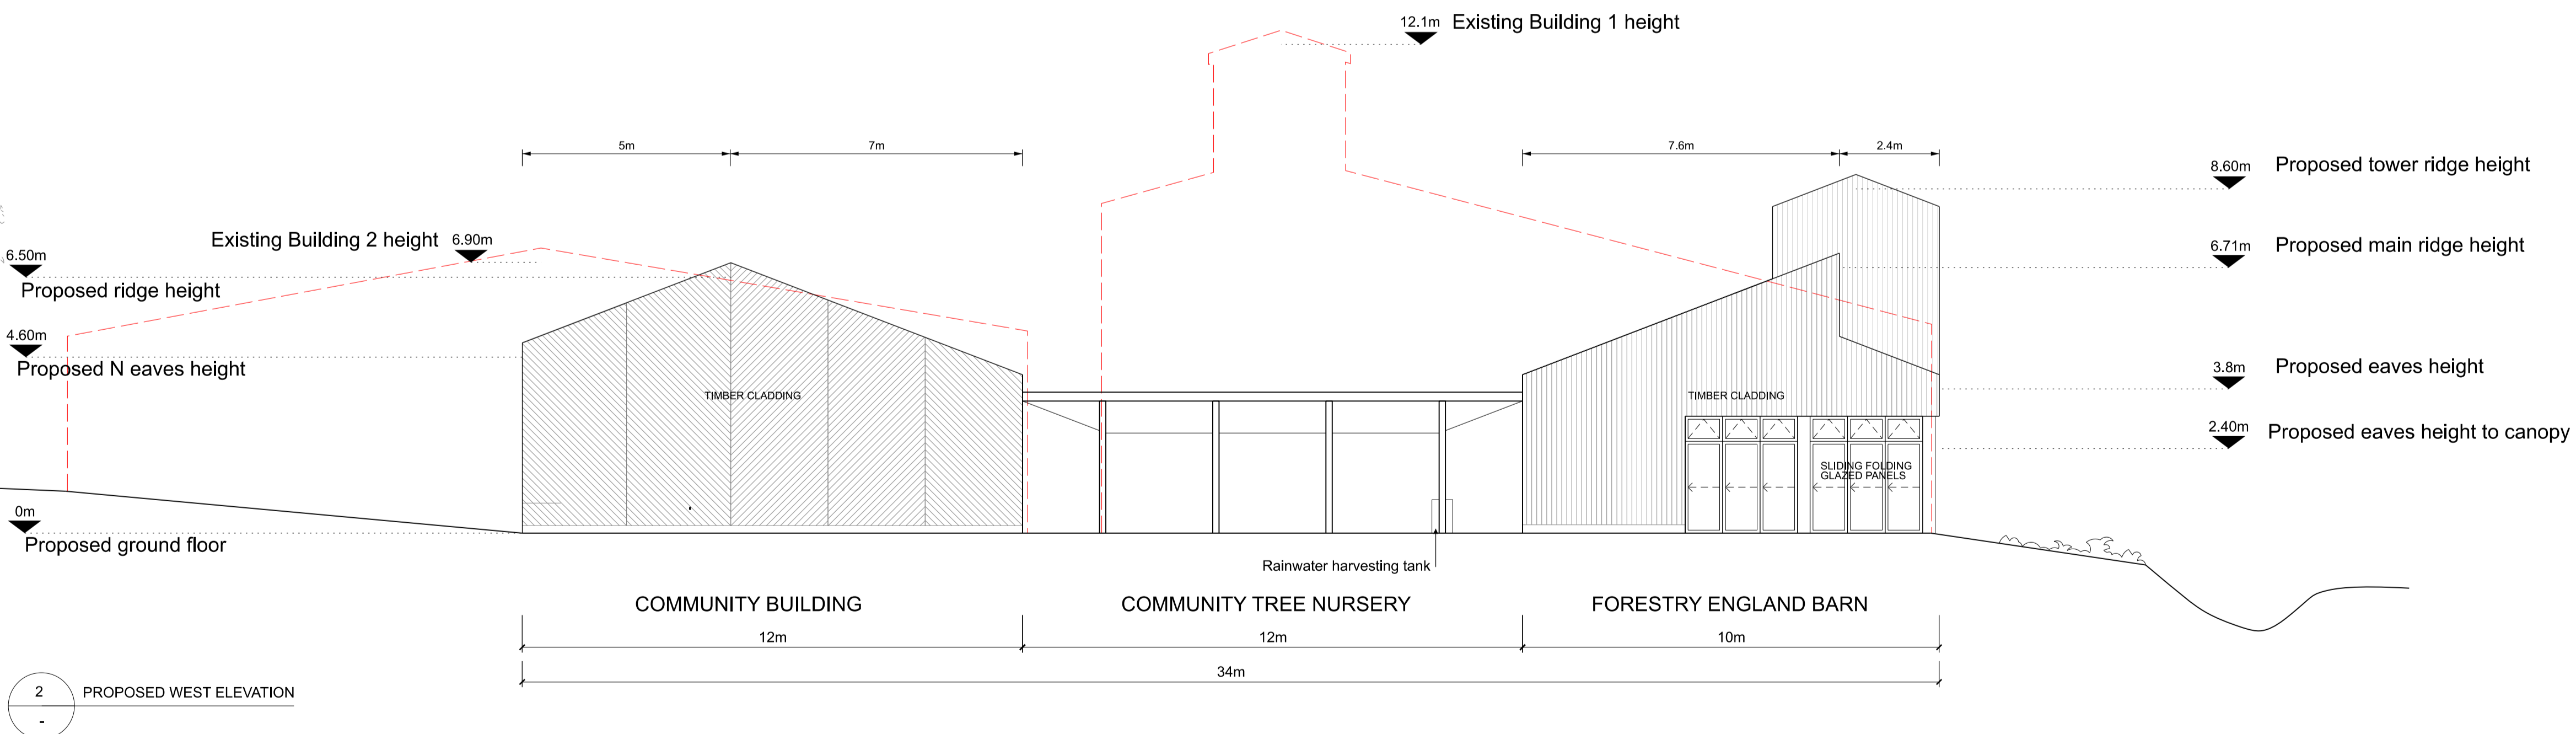 12.1m Existing Building 1 height
5m 7m 7.6m 2.4m
8.60m Proposed tower ridge height
Existing Building 2 height 6.90m
6.50m
Proposed ridge height
6.71m Proposed main ridge height
4.60m
Proposed N eaves height
3.8m Proposed eaves height
TIMBER CLADDING
TIMBER CLADDING
2.40m Proposed eaves height to canopy
SLIDING FOLDING
GLAZED PANELS
0m
Proposed ground floor
Rainwater harvesting tank
COMMUNITY BUILDING
COMMUNITY TREE NURSERY
FORESTRY ENGLAND BARN
12m 12m 10m
34m
2 PROPOSED WEST ELEVATION
-